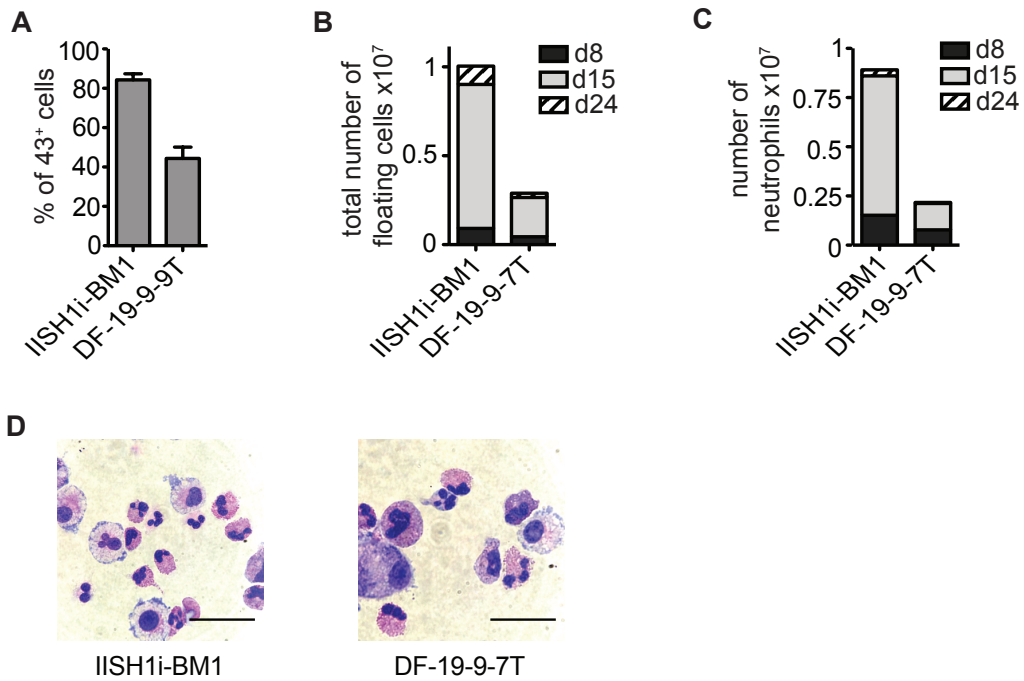 A
% of 43⁺ cells
100
80
60
40
20
0
IISH1i-BM1
DF-19-9-9T
B
total number of
floating cells x10⁷
1
0.5
0
IISH1i-BM1
DF-19-9-7T
d8
d15
d24
C
number of
neutrophils x10⁷
1
0.75
0.5
0.25
0
IISH1i-BM1
DF-19-9-7T
d8
d15
d24
D
IISH1i-BM1
DF-19-9-7T